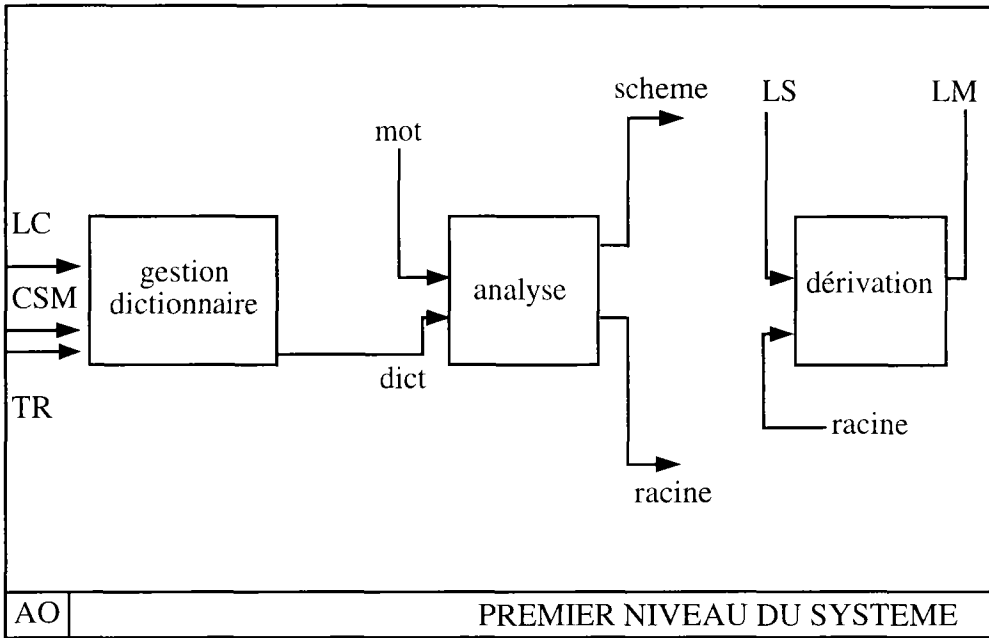 scheme
LS
LM
mot
LC
gestion
dictionnaire
analyse
dérivation
CSM
dict
TR
racine
racine
AO
PREMIER NIVEAU DU SYSTEME